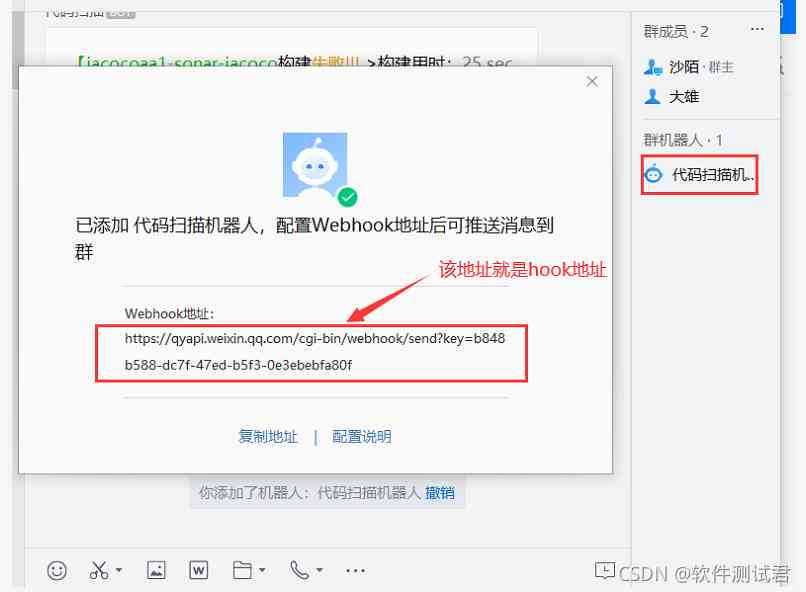 代码扫描 BOT
【jacocoaa1-sonar-jacoco构建失败!!! >构建用时：25 sec
已添加 代码扫描机器人，配置Webhook地址后可推送消息到
群
该地址就是hook地址
Webhook地址：
https://qyapi.weixin.qq.com/cgi-bin/webhook/send?key=b848
b588-dc7f-47ed-b5f3-0e3ebebfa80f
复制地址 | 配置说明
你添加了机器人：代码扫描机器人 撤销
群成员 · 2 ···
沙陌 · 群主
大雄
群机器人 · 1
代码扫描机...
CSDN @软件测试君